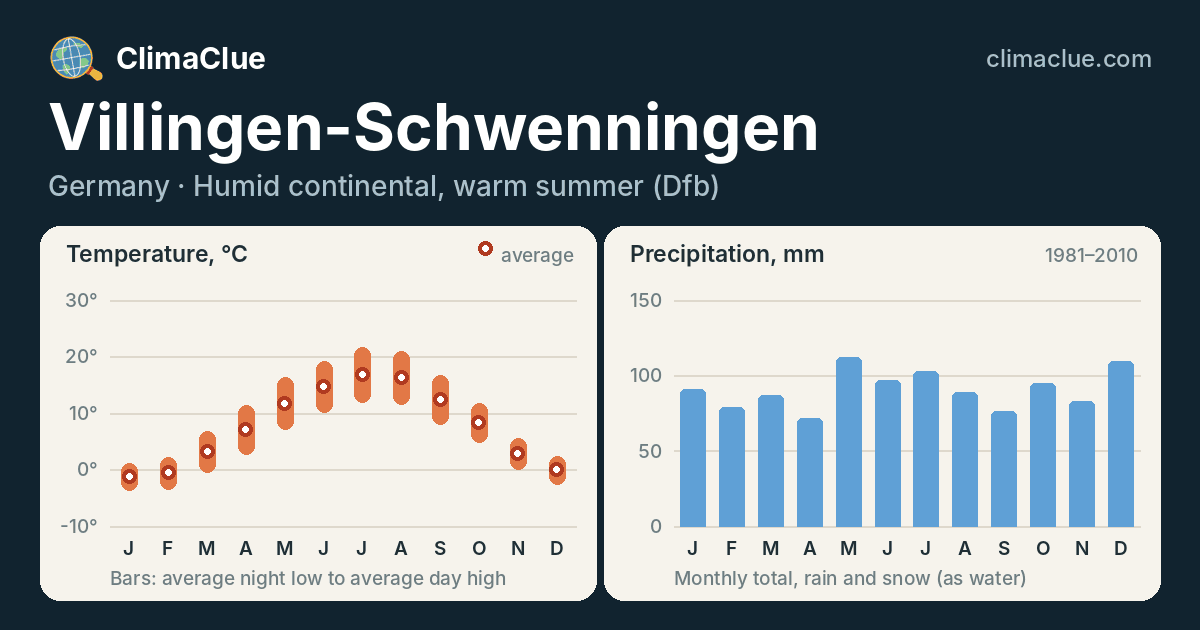 ClimaClue
climaclue.com
Villingen-Schwenningen
Germany · Humid continental, warm summer (Dfb)
Temperature, °C
average
30°
20°
10°
0°
-10°
J F M A M J J A S O N D
Bars: average night low to average day high
Precipitation, mm
1981–2010
150
100
50
0
J F M A M J J A S O N D
Monthly total, rain and snow (as water)